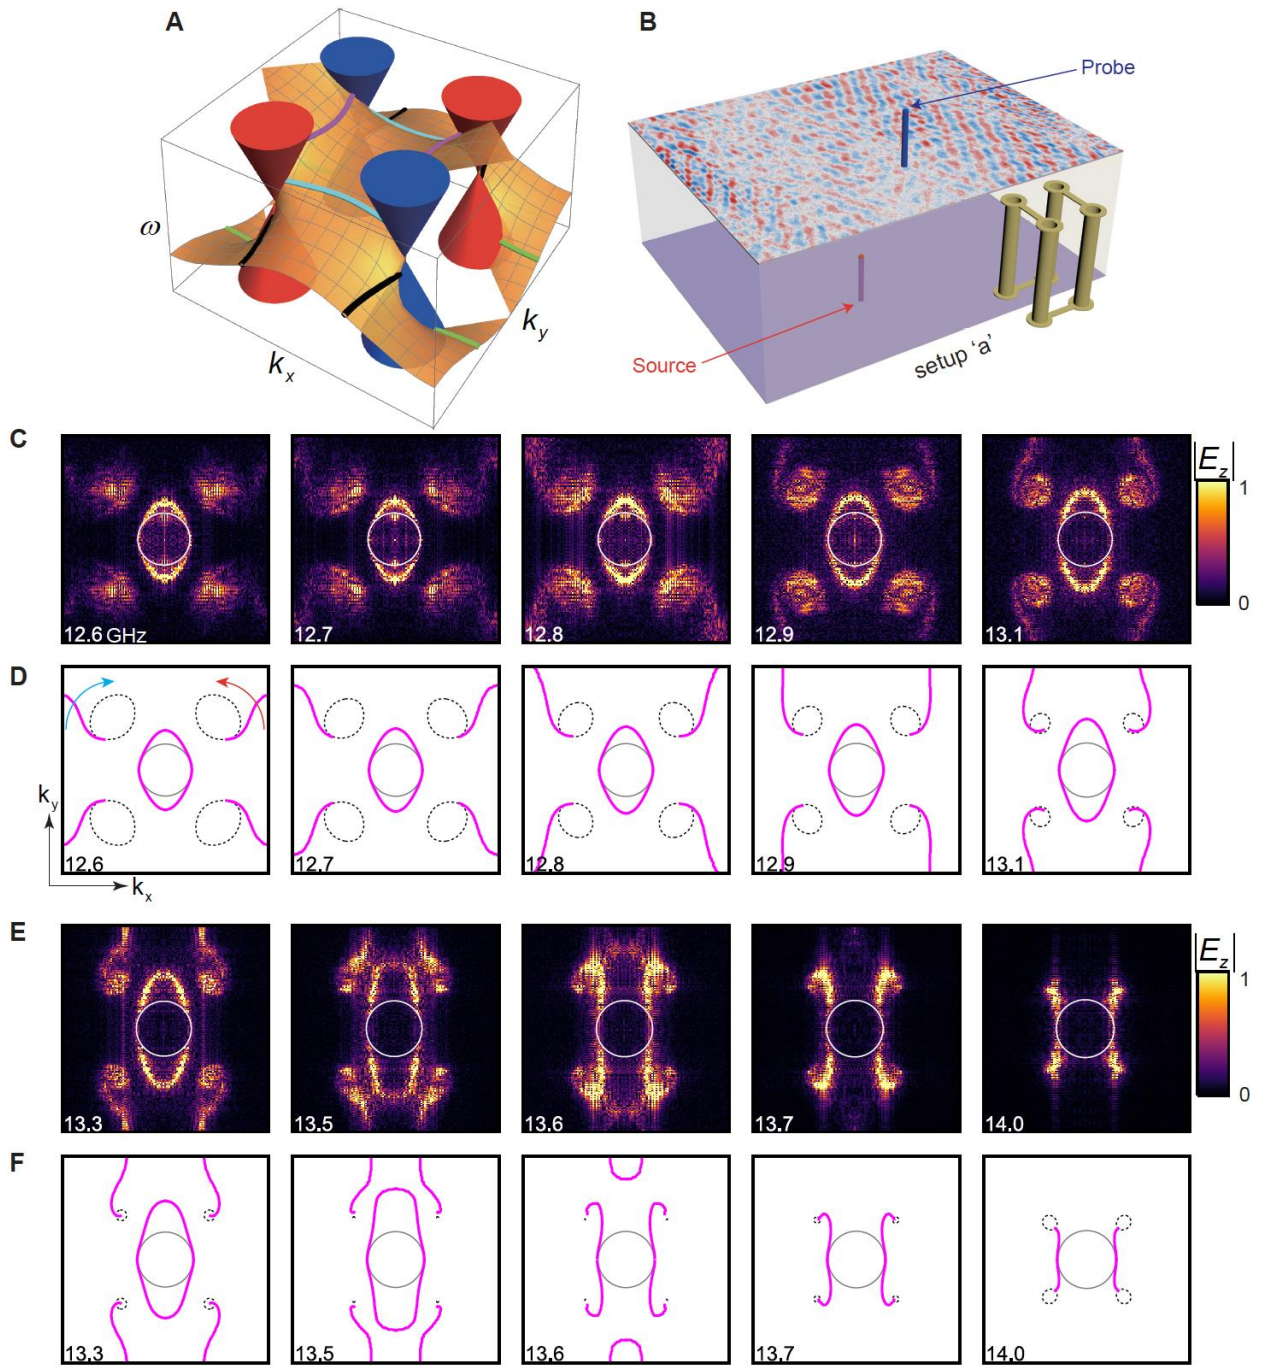 A
B
ω
k_x
k_y
Probe
Source
setup ‘a’
C
12.6 GHz
12.7
12.8
12.9
13.1
|E_z|
1
0
D
12.6
12.7
12.8
12.9
13.1
k_y
k_x
E
13.3
13.5
13.6
13.7
14.0
|E_z|
1
0
F
13.3
13.5
13.6
13.7
14.0